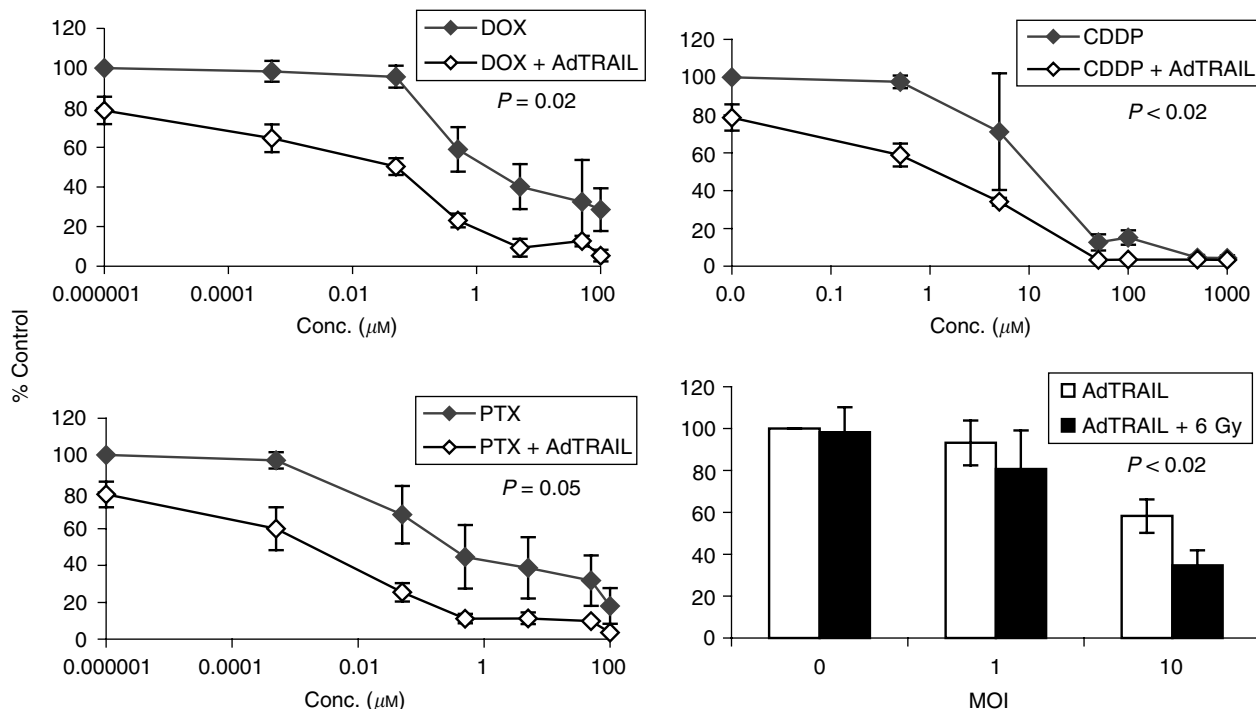 % Control
120
100
80
60
40
20
0
DOX
DOX + AdTRAIL
P = 0.02
0.000001 0.0001 0.01 1 100
Conc. (μM)
120
100
80
60
40
20
0
CDDP
CDDP + AdTRAIL
P < 0.02
0.0 0.1 1 10 100 1000
Conc. (μM)
120
100
80
60
40
20
0
PTX
PTX + AdTRAIL
P = 0.05
0.000001 0.0001 0.01 1 100
Conc. (μM)
120
100
80
60
40
20
0
AdTRAIL
AdTRAIL + 6 Gy
P < 0.02
0 1 10
MOI